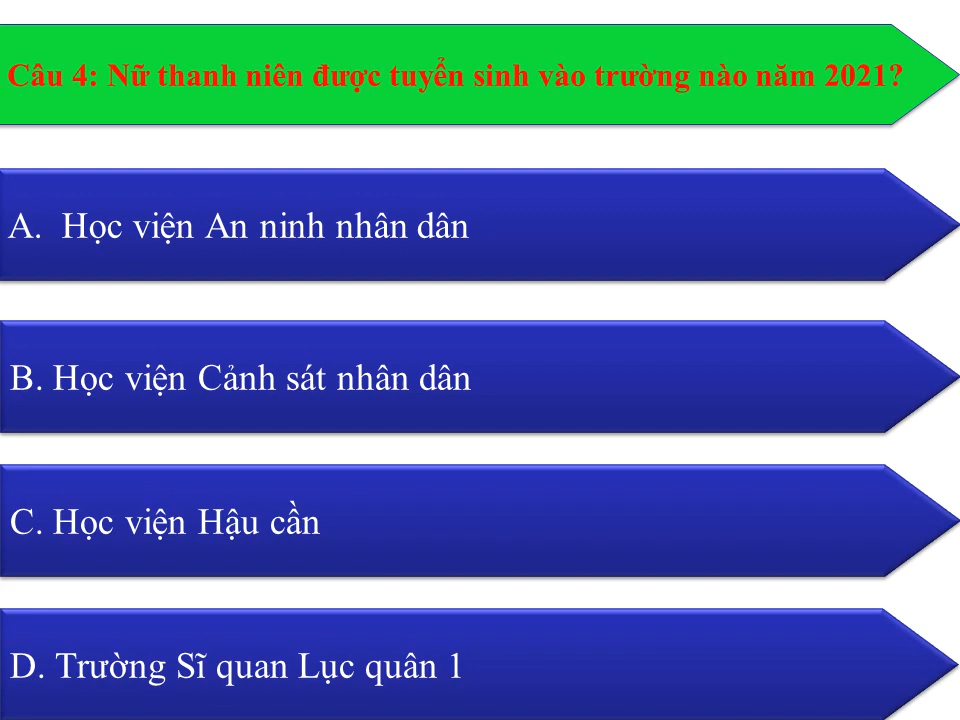 Câu 4: Nữ thanh niên được tuyển sinh vào trường nào năm 2021?
A. Học viện An ninh nhân dân
B. Học viện Cảnh sát nhân dân
C. Học viện Hậu cần
D. Trường Sĩ quan Lục quân 1